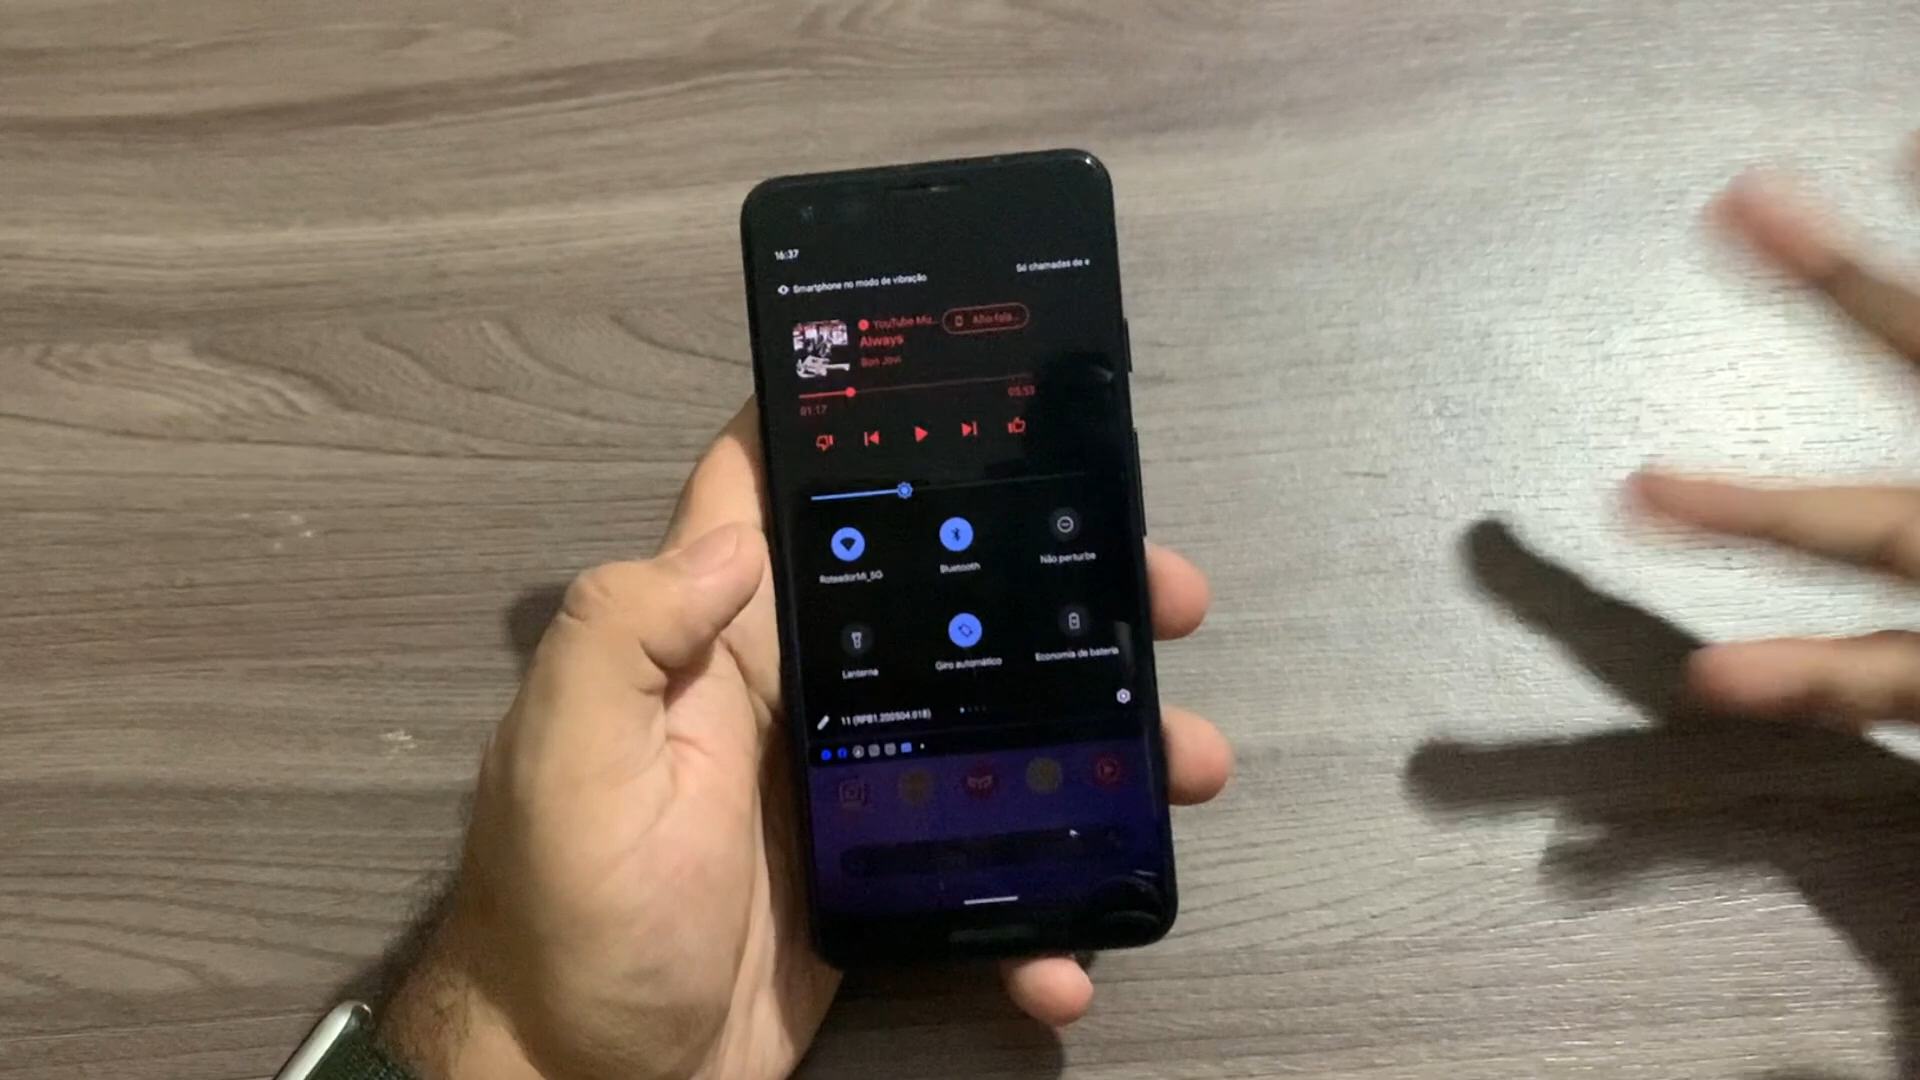 16:37
Smartphone no modo de vibração
Só chamadas de e
YouTube Mu...
Alto-fala...
Always
Bon Jovi
01:17
05:53
RoteadorMi_5G
Bluetooth
Não perturbe
Lanterna
Giro automático
Economia de bateria
11 (RPB1.200504.018)